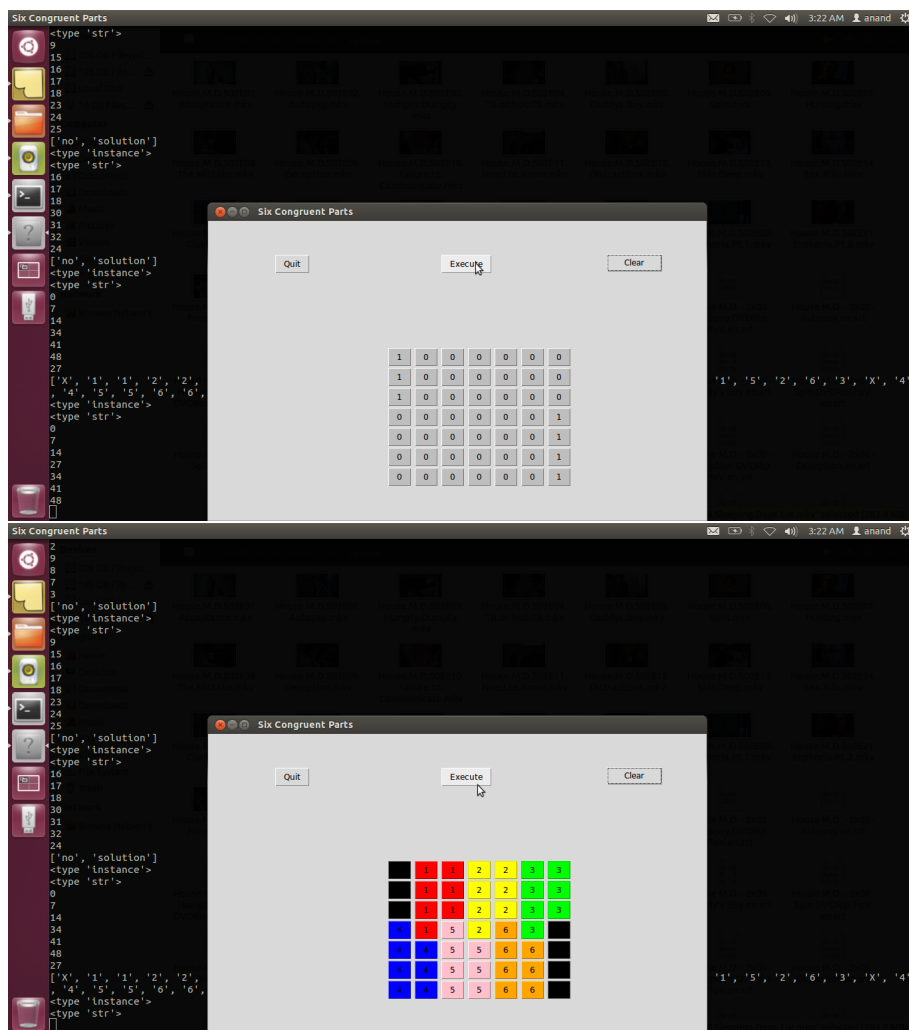 Six Congruent Parts 3:22 AM anand
<type 'str'>
9
15
16
17
18
23
24
25
['no', 'solution']
<type 'instance'>
<type 'str'>
16
17
18
30
31
32
24
['no', 'solution']
<type 'instance'>
<type 'str'>
0
7
14
34
41
48
27
['X', '1', '1', '2', '2', '1', '5', '2', '6', '3', 'X', '4'
, '4', '5', '5', '6', '6',
<type 'instance'>
<type 'str'>
0
7
14
27
34
41
48
Six Congruent Parts
Quit Execute Clear
1 0 0 0 0 0 0
1 0 0 0 0 0 0
1 0 0 0 0 0 0
0 0 0 0 0 0 1
0 0 0 0 0 0 1
0 0 0 0 0 0 1
0 0 0 0 0 0 1
Six Congruent Parts 3:22 AM anand
2
9
8
7
3
['no', 'solution']
<type 'instance'>
<type 'str'>
9
15
16
17
18
23
24
25
['no', 'solution']
<type 'instance'>
<type 'str'>
16
17
18
30
31
32
24
['no', 'solution']
<type 'instance'>
<type 'str'>
0
7
14
34
41
48
27
['X', '1', '1', '2', '2', '1', '5', '2', '6', '3', 'X', '4'
, '4', '5', '5', '6', '6',
<type 'instance'>
<type 'str'>
Six Congruent Parts
Quit Execute Clear
1 1 2 2 3 3
1 1 2 2 3 3
1 1 2 2 3 3
4 1 5 2 6 3
4 4 5 5 6 6
4 4 5 5 6 6
4 4 5 5 6 6